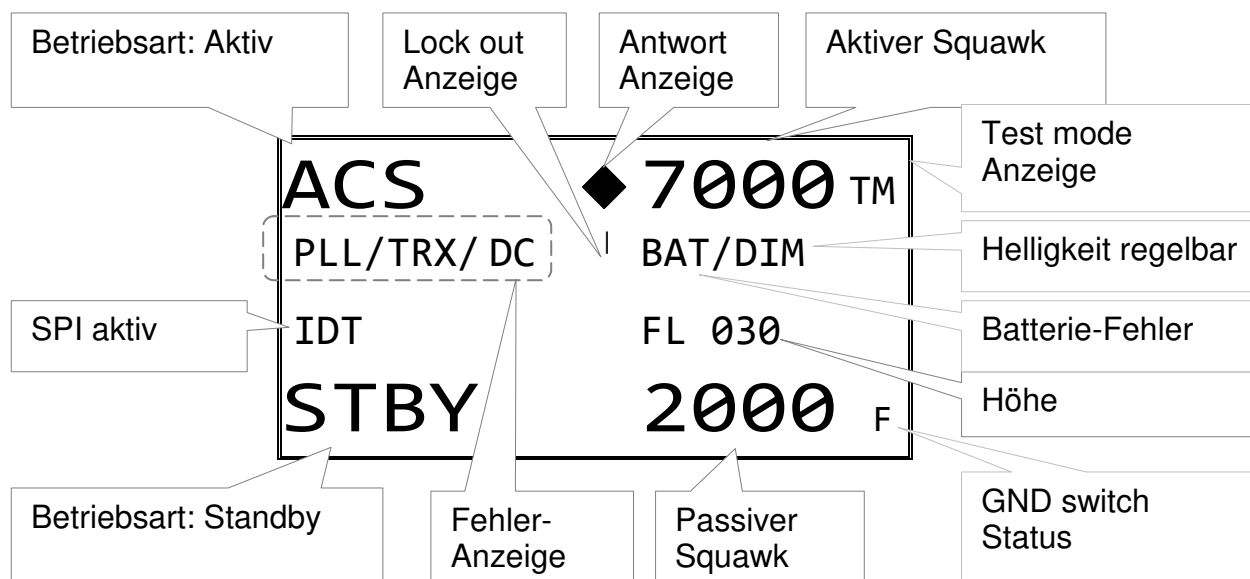 Betriebsart: Aktiv
Lock out
Anzeige
Antwort
Anzeige
Aktiver Squawk
Test mode
Anzeige
ACS
◆ 7000 TM
PLL/TRX/ DC
| BAT/DIM
Helligkeit regelbar
SPI aktiv
IDT
FL 030
Batterie-Fehler
Höhe
STBY
2000 F
Betriebsart: Standby
Fehler-
Anzeige
Passiver
Squawk
GND switch
Status